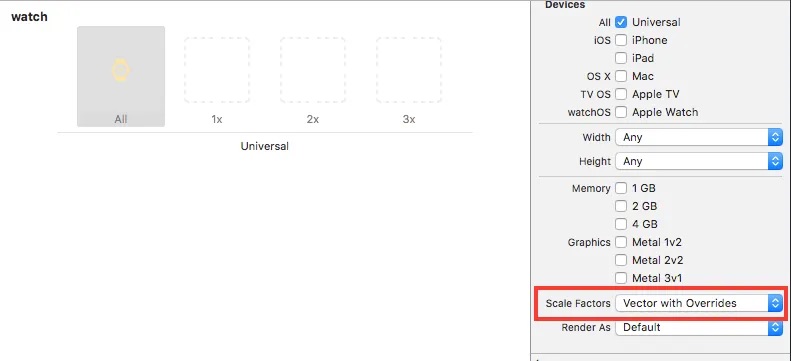 watch
All
1x
2x
3x
Universal
Devices
All Universal
iOS iPhone
iPad
OS X Mac
TV OS Apple TV
watchOS Apple Watch
Width Any
Height Any
Memory 1 GB
2 GB
4 GB
Graphics Metal 1v2
Metal 2v2
Metal 3v1
Scale Factors Vector with Overrides
Render As Default